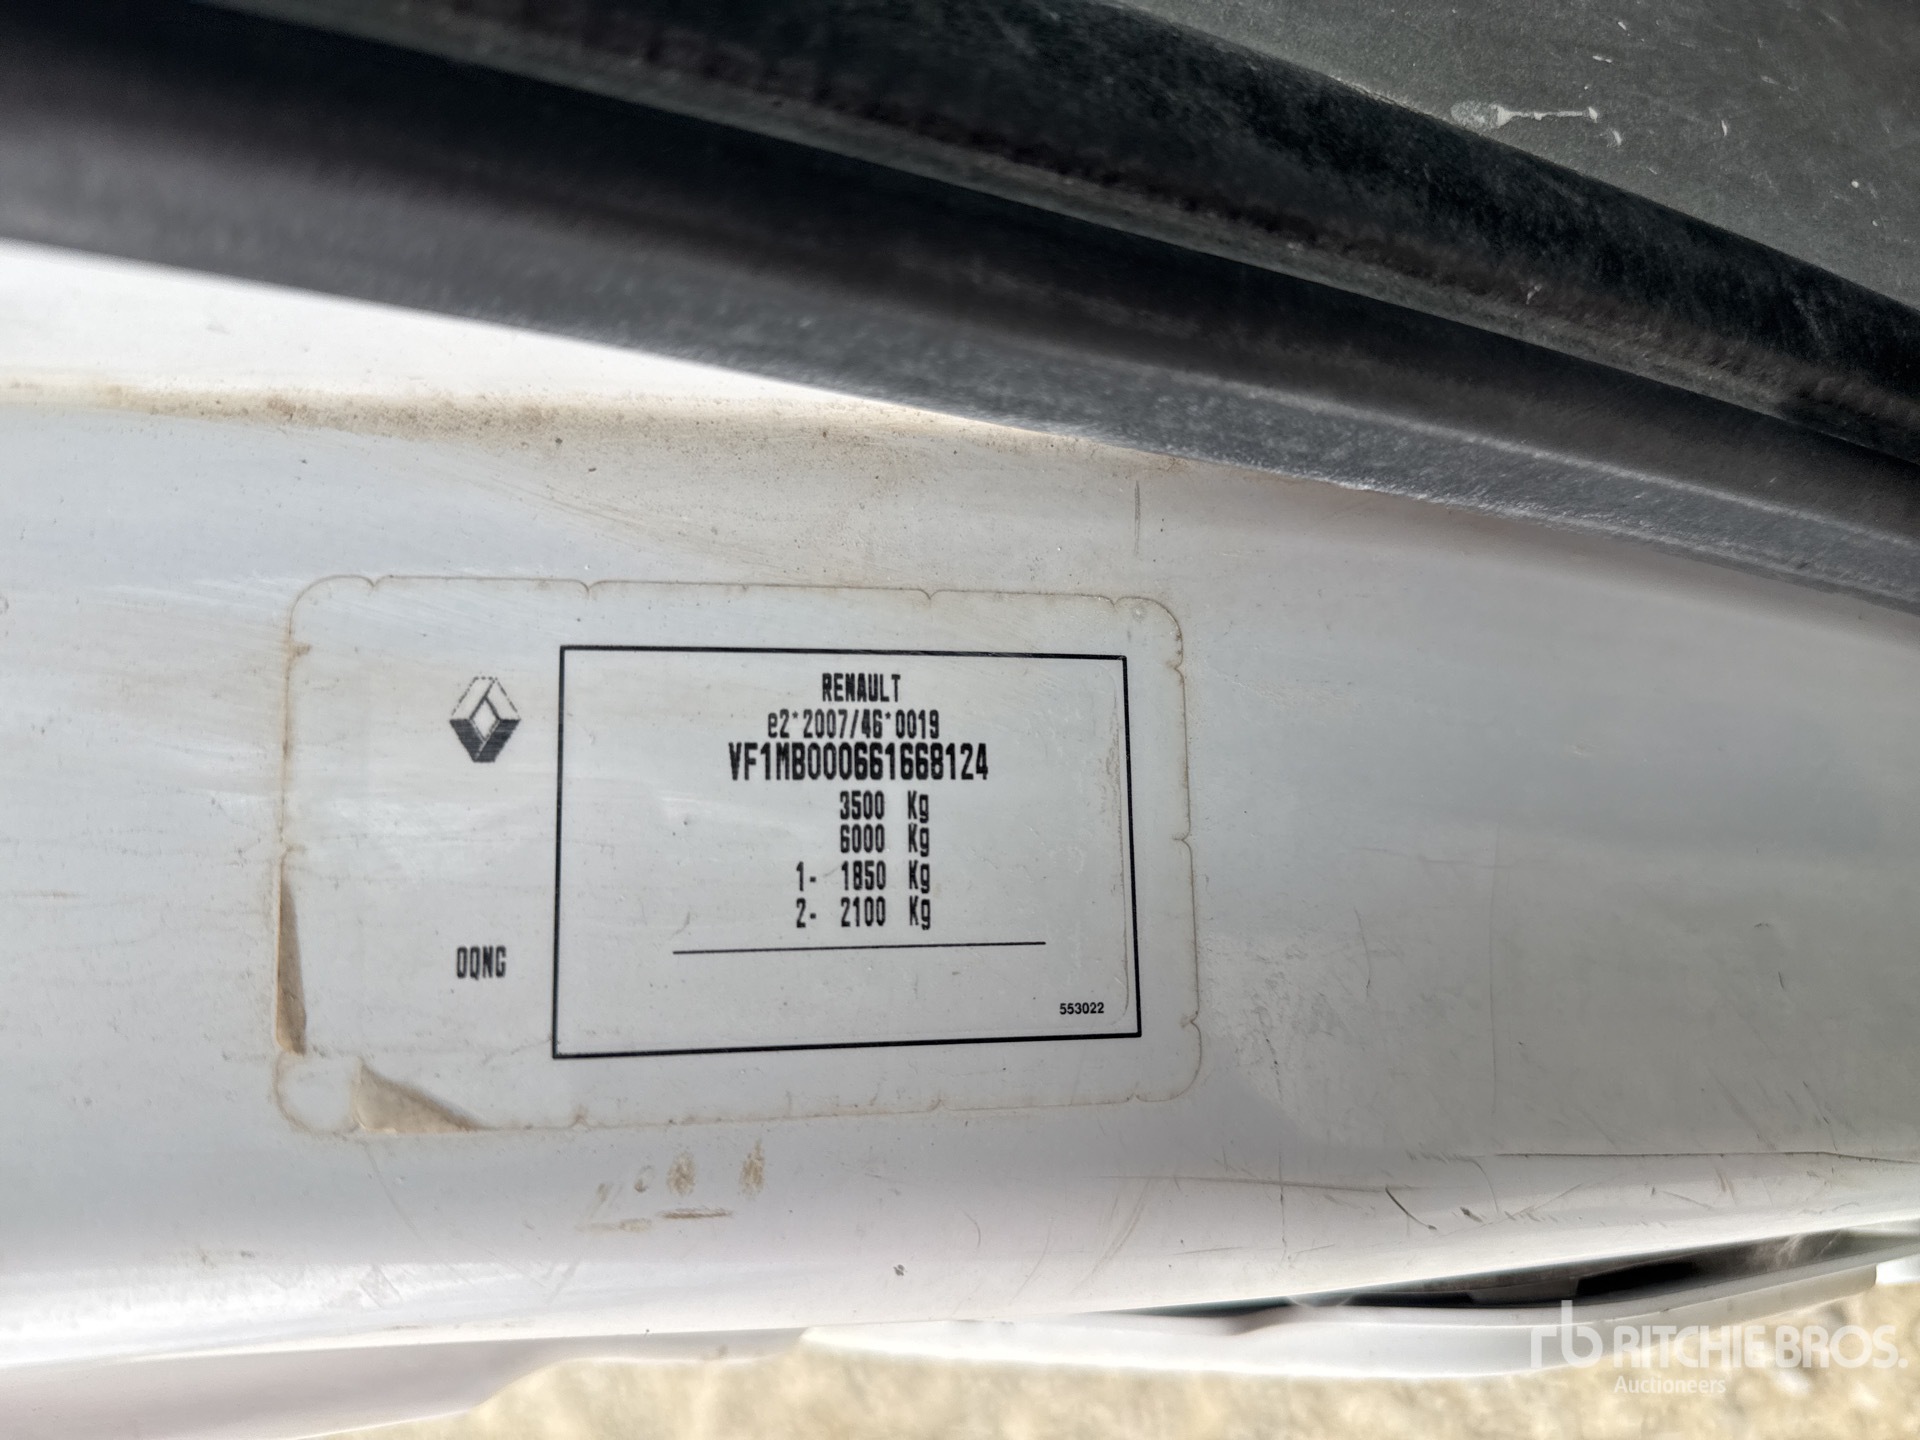 RENAULT
e2*2007/46*0019
VF1MB000661668124
3500 Kg
6000 Kg
1- 1850 Kg
2- 2100 Kg
0QNG
553022
rb RITCHIE BROS.
Auctioneers